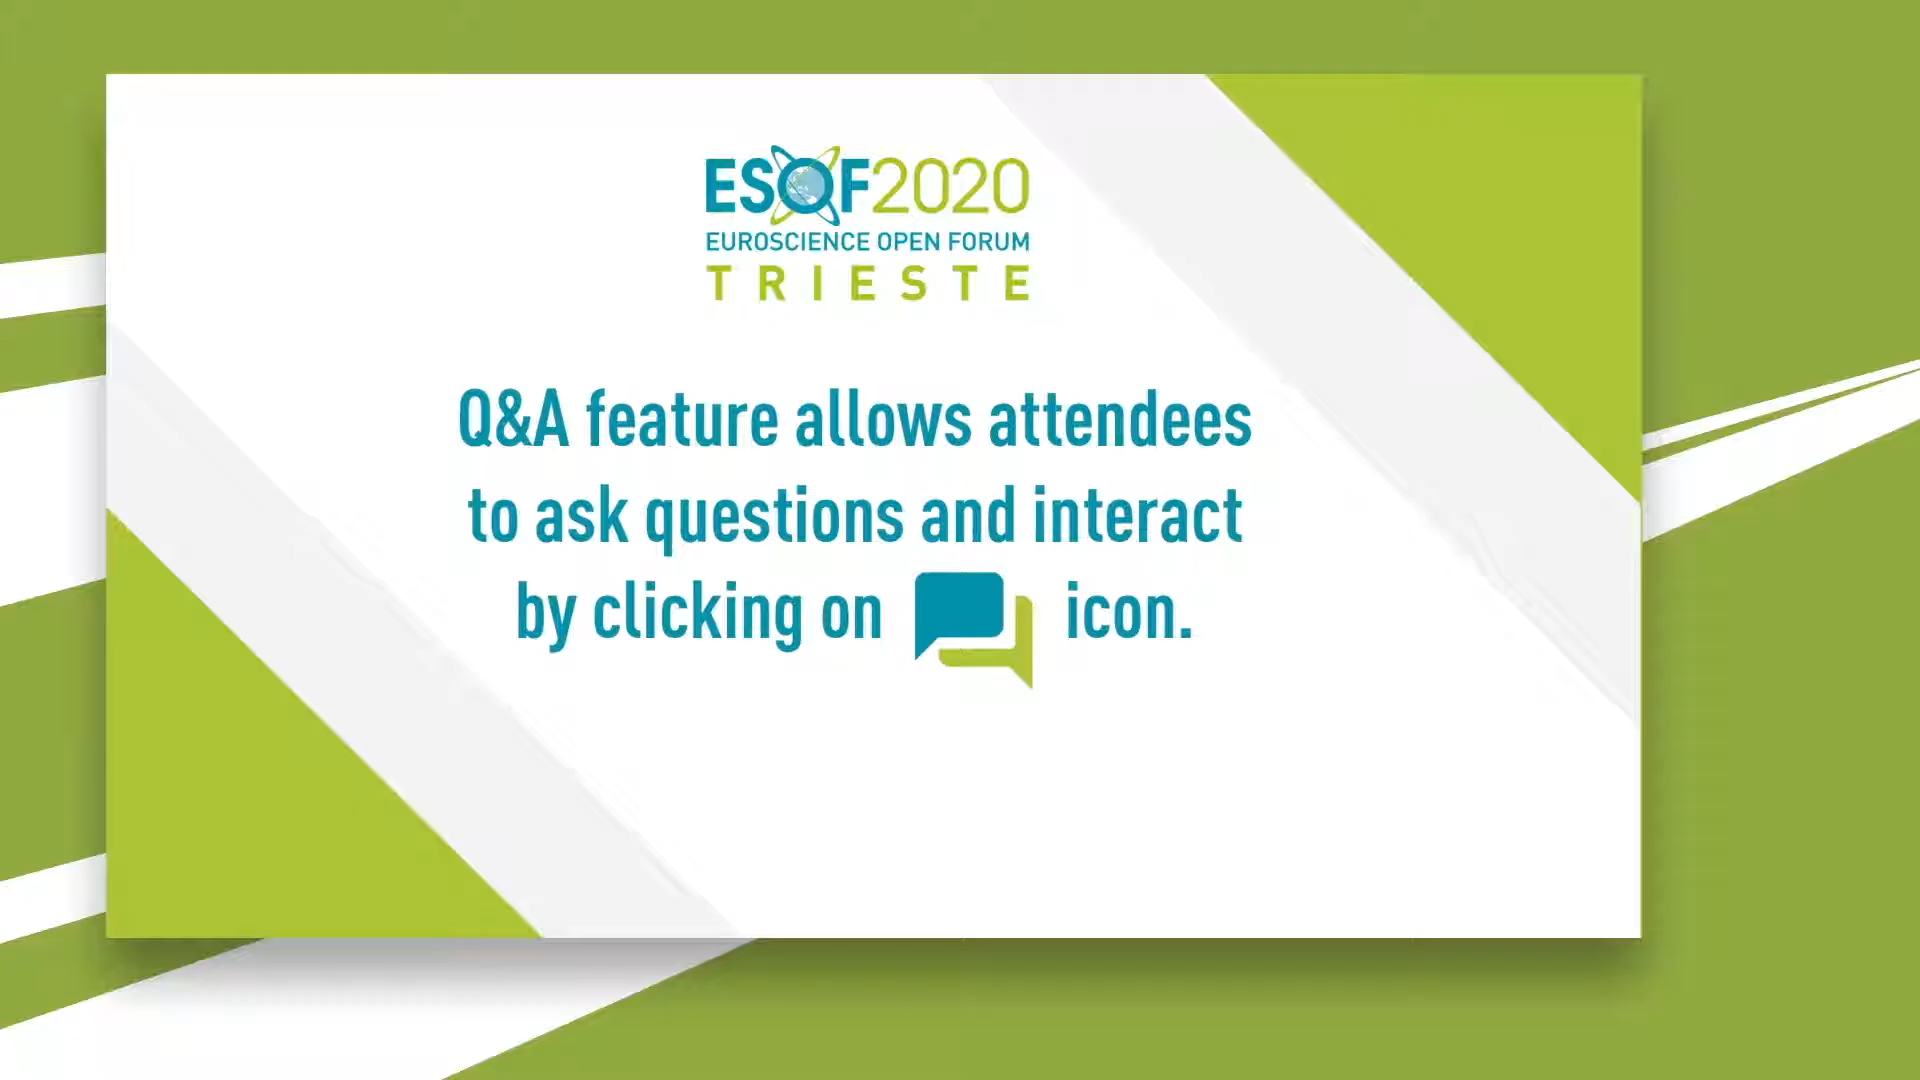 ESOF2020
EUROSCIENCE OPEN FORUM
TRIESTE
Q&A feature allows attendees
to ask questions and interact
by clicking on icon.